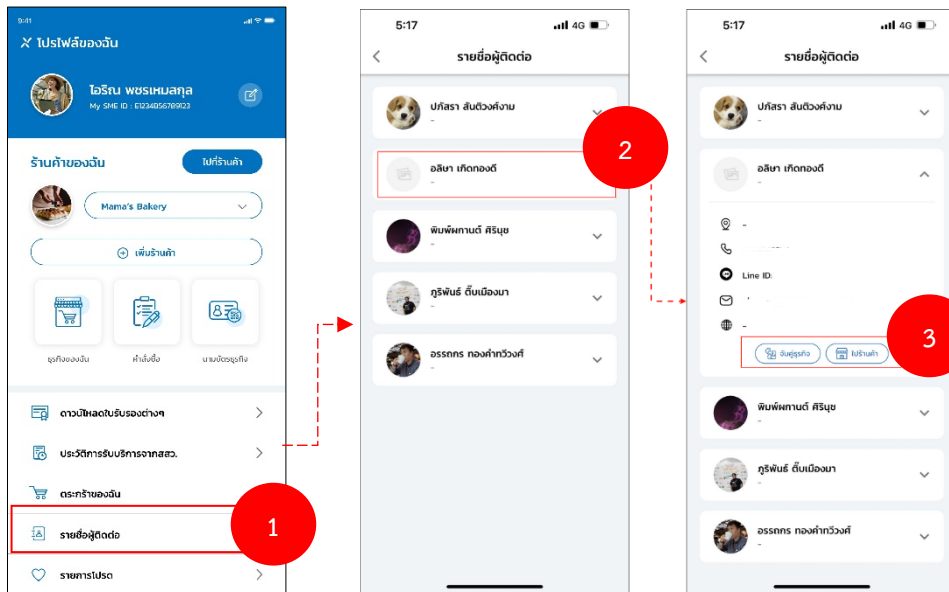 9:41
โปรไฟล์ของฉัน
ไอริณ พชรเหมสกุล
My SME ID : E1234056789123
ร้านค้าของฉัน
ไปที่ร้านค้า
Mama's Bakery
เพิ่มร้านค้า
ธุรกิจของฉัน
คำสั่งซื้อ
นามบัตรธุรกิจ
ดาวน์โหลดใบรับรองต่างๆ
ประวัติการรับบริการจากสสว.
ตระกร้าของฉัน
รายชื่อผู้ติดต่อ
1
รายการโปรด
5:17
4G
รายชื่อผู้ติดต่อ
ปภัสรา สันติวงศ์งาม
-
2
อลิษา เกิดทองดี
-
พิมพ์ผกานต์ ศิรินุช
-
ภูริพันธ์ ติ๊บเมืองมา
-
อรรถกร ทองคำทวีวงศ์
-
5:17
4G
รายชื่อผู้ติดต่อ
ปภัสรา สันติวงศ์งาม
-
อลิษา เกิดทองดี
-
-
Line ID:
-
3
จับคู่ธุรกิจ
ไปร้านค้า
พิมพ์ผกานต์ ศิรินุช
-
ภูริพันธ์ ติ๊บเมืองมา
-
อรรถกร ทองคำทวีวงศ์
-